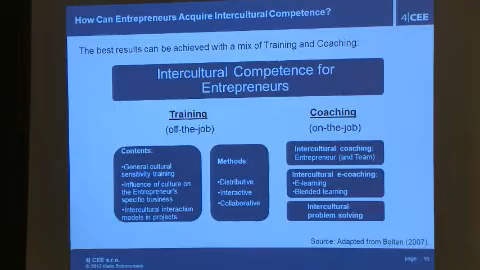 How Can Entrepreneurs Acquire Intercultural Competence?
4|CEE
The best results can be achieved with a mix of Training and Coaching:
Intercultural Competence for
Entrepreneurs
Training
(off-the-job)
Coaching
(on-the-job)
Contents:
•General cultural
sensitivity training
•Influence of culture on
the Entrepreneur's
specific business
•Intercultural interaction
models in projects
Methods:
•Distributive
•Interactive
•Collaborative
Intercultural coaching:
Entrepreneur (and Team)
Intercultural e-coaching:
•E-learning
•Blended learning
Intercultural
problem solving
Source: Adapted from Bolten (2007).
4| CEE s.r.o.
page